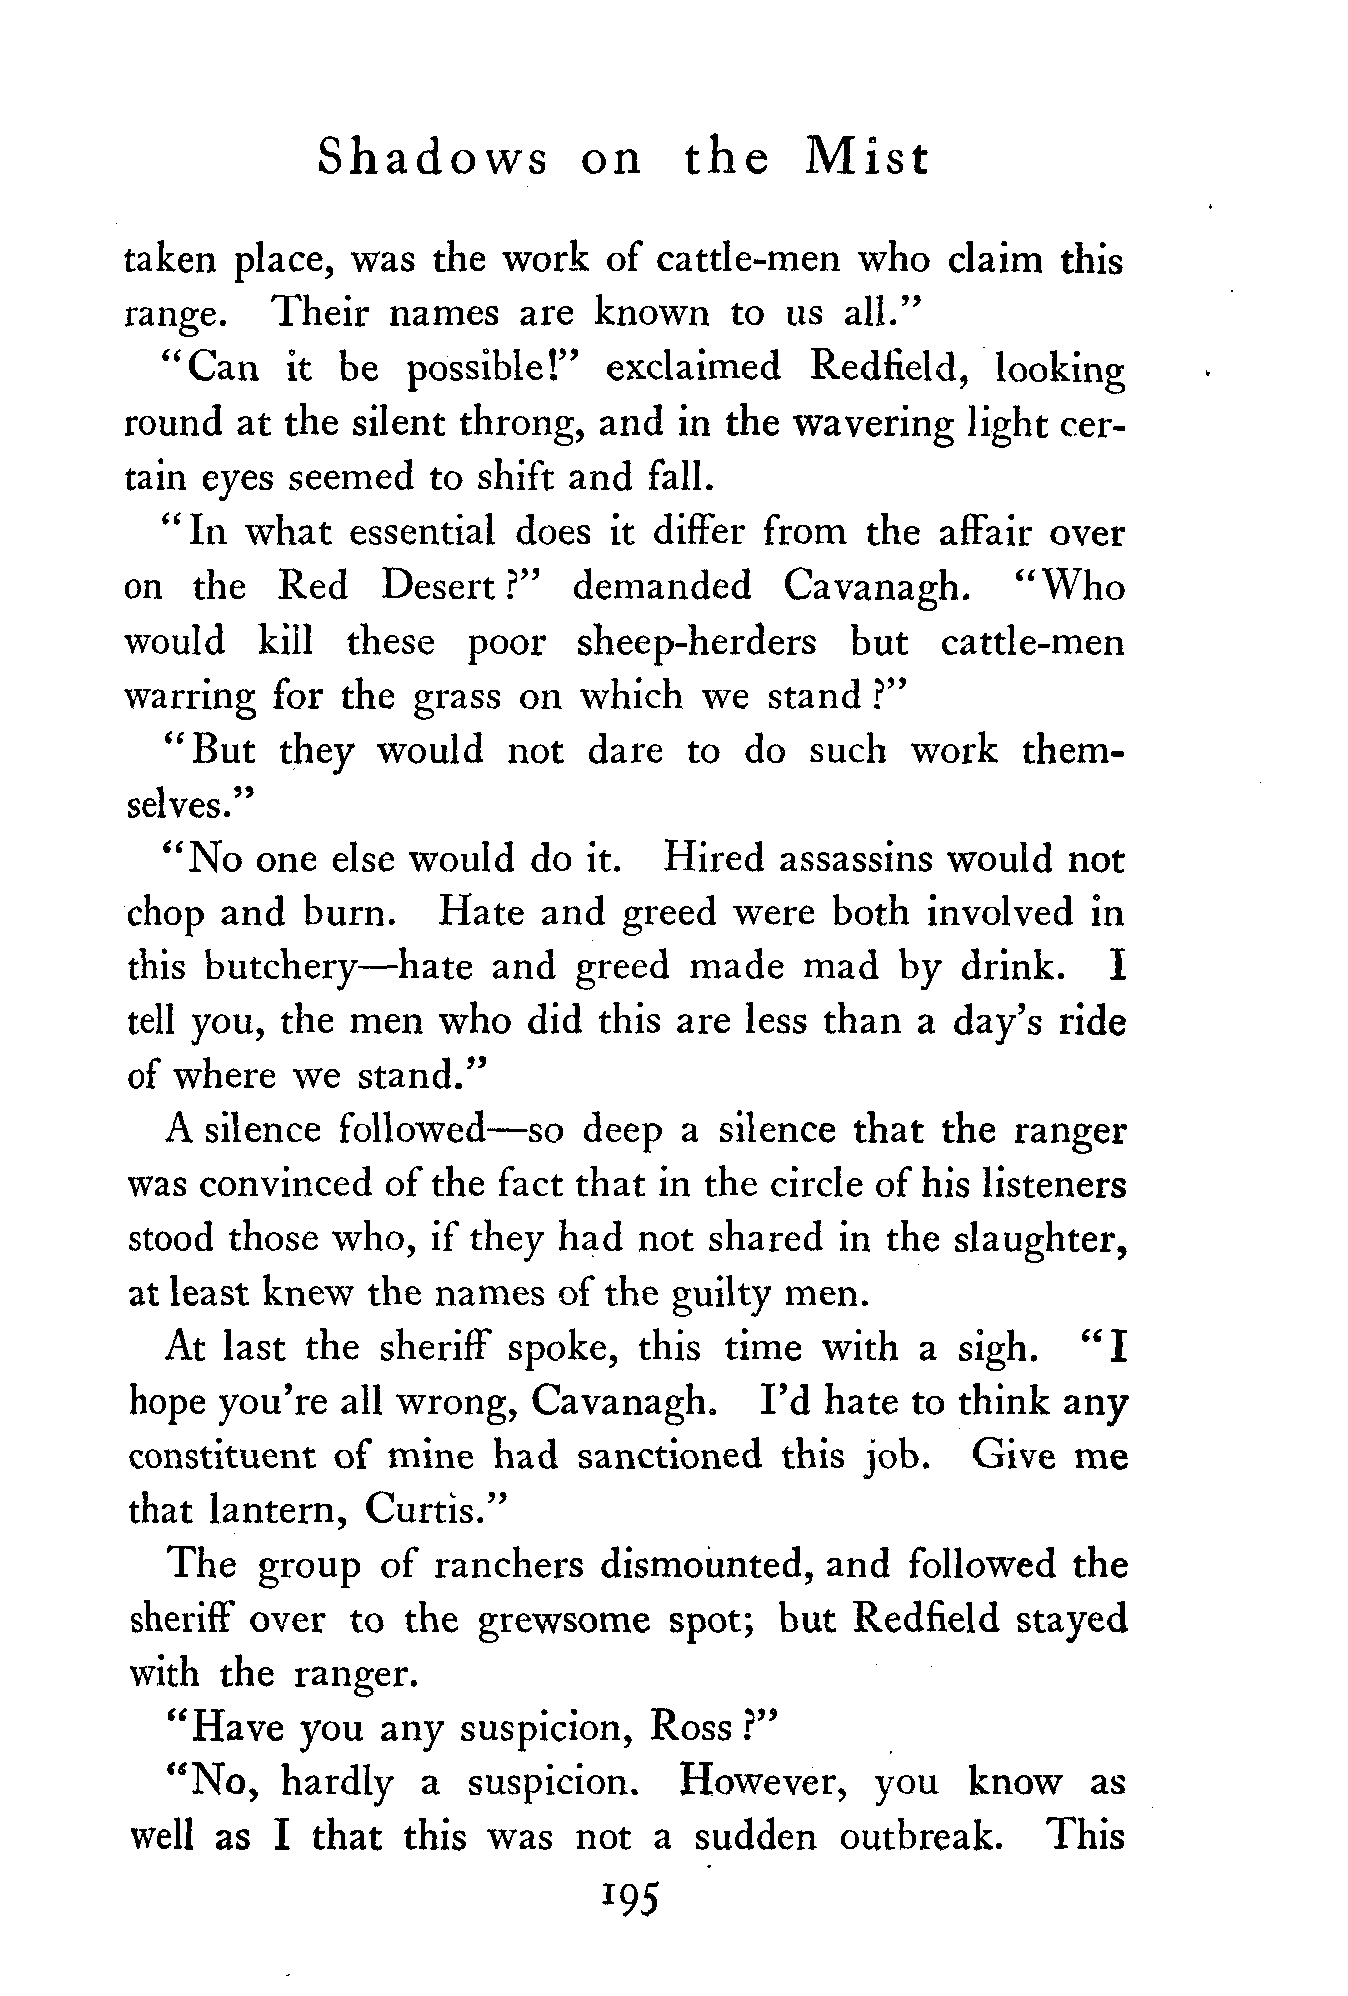 Shadows on the Mist
taken place, was the work of cattle-men who claim this
range. Their names are known to us all."
"Can it be possible!" exclaimed Redfield, looking
round at the silent throng, and in the wavering light cer-
tain eyes seemed to shift and fall.
"In what essential does it differ from the affair over
on the Red Desert?" demanded Cavanagh. "Who
would kill these poor sheep-herders but cattle-men
warring for the grass on which we stand?"
"But they would not dare to do such work them-
selves."
"No one else would do it. Hired assassins would not
chop and burn. Hate and greed were both involved in
this butchery—hate and greed made mad by drink. I
tell you, the men who did this are less than a day's ride
of where we stand."
A silence followed—so deep a silence that the ranger
was convinced of the fact that in the circle of his listeners
stood those who, if they had not shared in the slaughter,
at least knew the names of the guilty men.
At last the sheriff spoke, this time with a sigh. "I
hope you're all wrong, Cavanagh. I'd hate to think any
constituent of mine had sanctioned this job. Give me
that lantern, Curtis."
The group of ranchers dismounted, and followed the
sheriff over to the grewsome spot; but Redfield stayed
with the ranger.
"Have you any suspicion, Ross?"
"No, hardly a suspicion. However, you know as
well as I that this was not a sudden outbreak. This
195